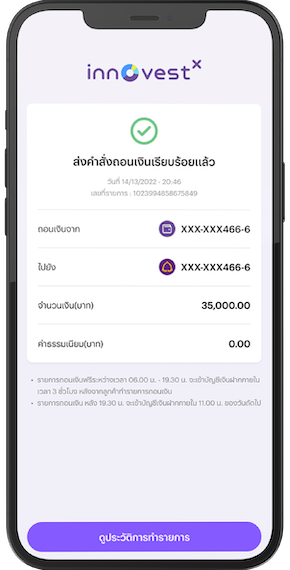 innovestx
ส่งคำสั่งถอนเงินเรียบร้อยแล้ว
วันที่ 14/13/2022 - 20:46
เลขที่รายการ : 1023994858675849
ถอนเงินจาก XXX-XXX466-6
ไปยัง XXX-XXX466-6
จำนวนเงิน(บาท) 35,000.00
ค่าธรรมเนียม(บาท) 0.00
• รายการถอนเงินฟรีระหว่างเวลา 06.00 น. - 19.30 น. จะเข้าบัญชีเงินฝากภายใน
เวลา 3 ชั่วโมง หลังจากลูกค้าทำรายการถอนเงิน
• รายการถอนเงิน หลัง 19.30 น. จะเข้าบัญชีเงินฝากภายใน 11.00 น. ของวันถัดไป
ดูประวัติการทำรายการ